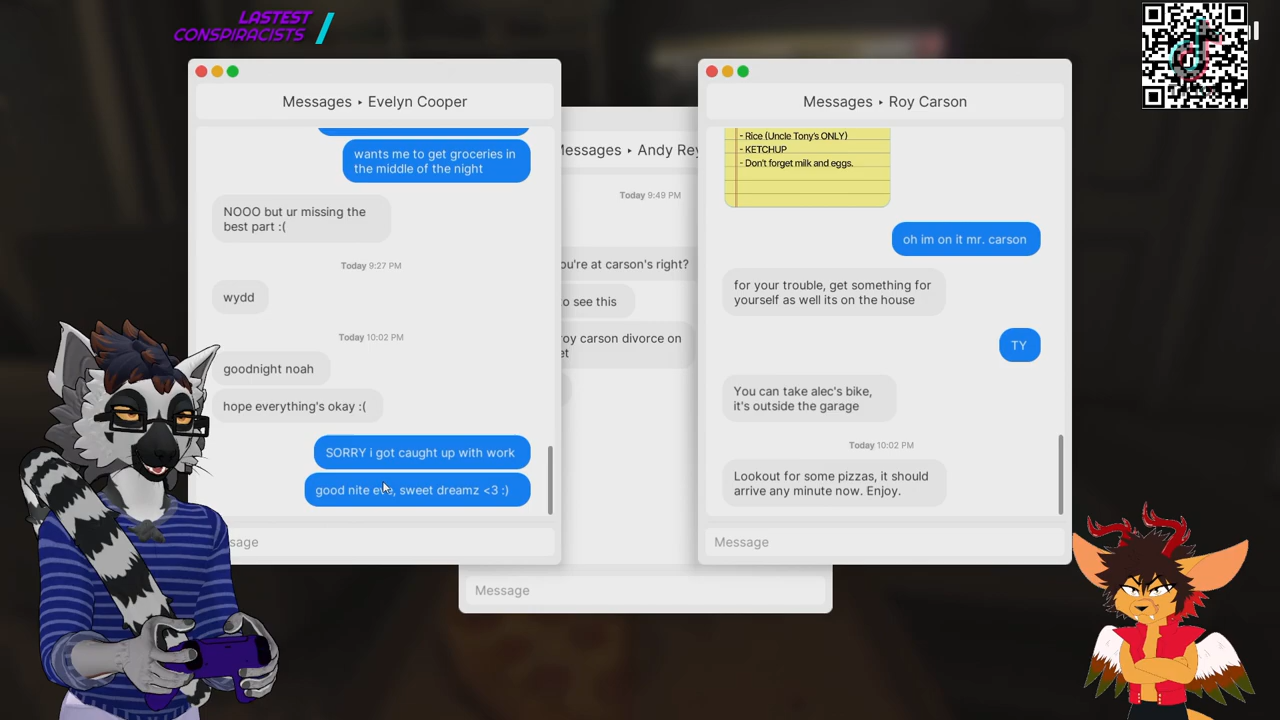 LASTEST
CONSPIRACISTS
Messages ▸ Evelyn Cooper
wants me to get groceries in
the middle of the night
NOOO but ur missing the
best part :(
Today 9:27 PM
wydd
Today 10:02 PM
goodnight noah
hope everything's okay :(
SORRY i got caught up with work
good nite eve, sweet dreamz <3 :)
Messages ▸ Andy
Today 9:49 PM
at carson's right?
see this
roy carson divorce on
Message
Messages ▸ Roy Carson
- Rice (Uncle Tony's ONLY)
- KETCHUP
- Don't forget milk and eggs.
oh im on it mr. carson
for your trouble, get something for
yourself as well its on the house
TY
You can take alec's bike,
it's outside the garage
Today 10:02 PM
Lookout for some pizzas, it should
arrive any minute now. Enjoy.
Message